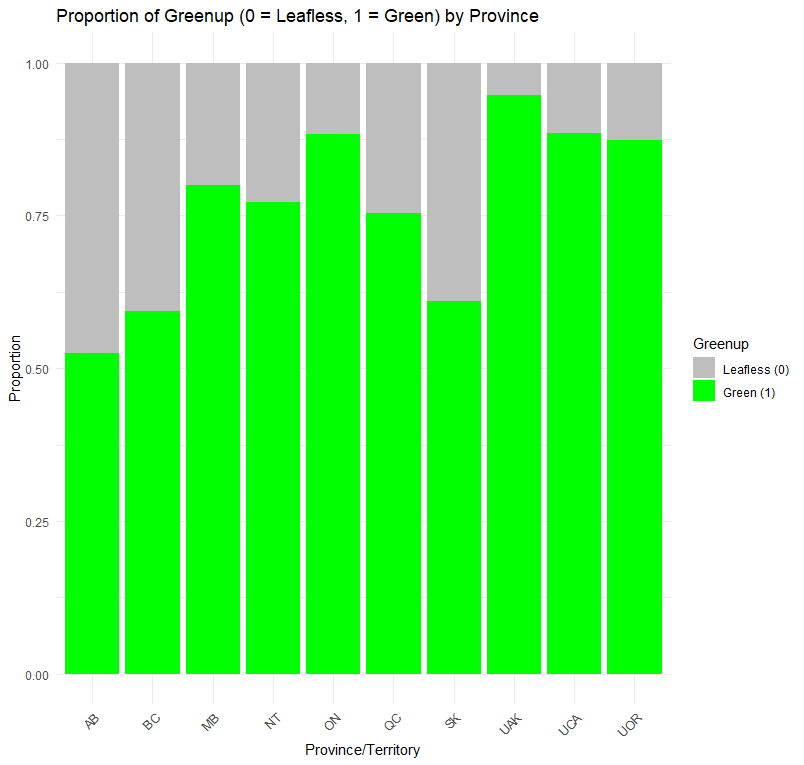 Proportion of Greenup (0 = Leafless, 1 = Green) by Province
1.00
0.75
0.50
0.25
0.00
Proportion
AB
BC
MB
NT
ON
QC
SK
UAK
UCA
UOR
Province/Territory
Greenup
Leafless (0)
Green (1)